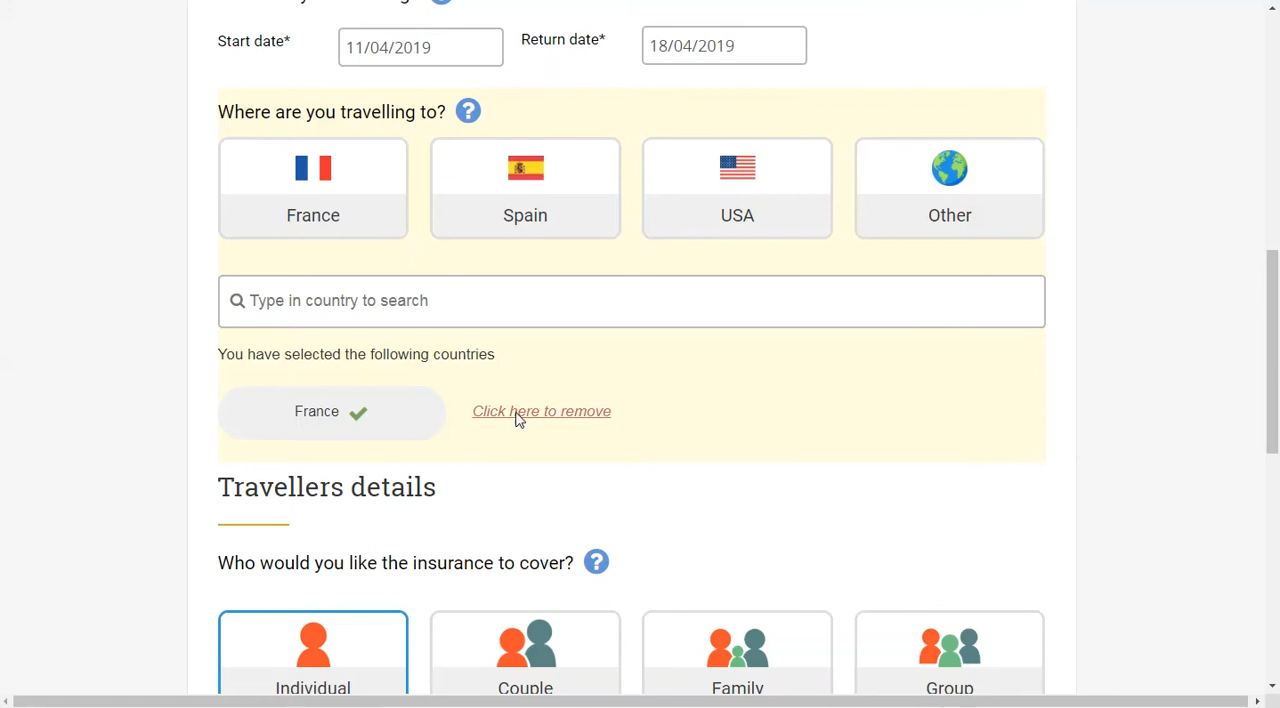 Start date*
11/04/2019
Return date*
18/04/2019
Where are you travelling to? ?
France
Spain
USA
Other
Type in country to search
You have selected the following countries
France
Click here to remove
Travellers details
Who would you like the insurance to cover? ?
Individual
Couple
Family
Group